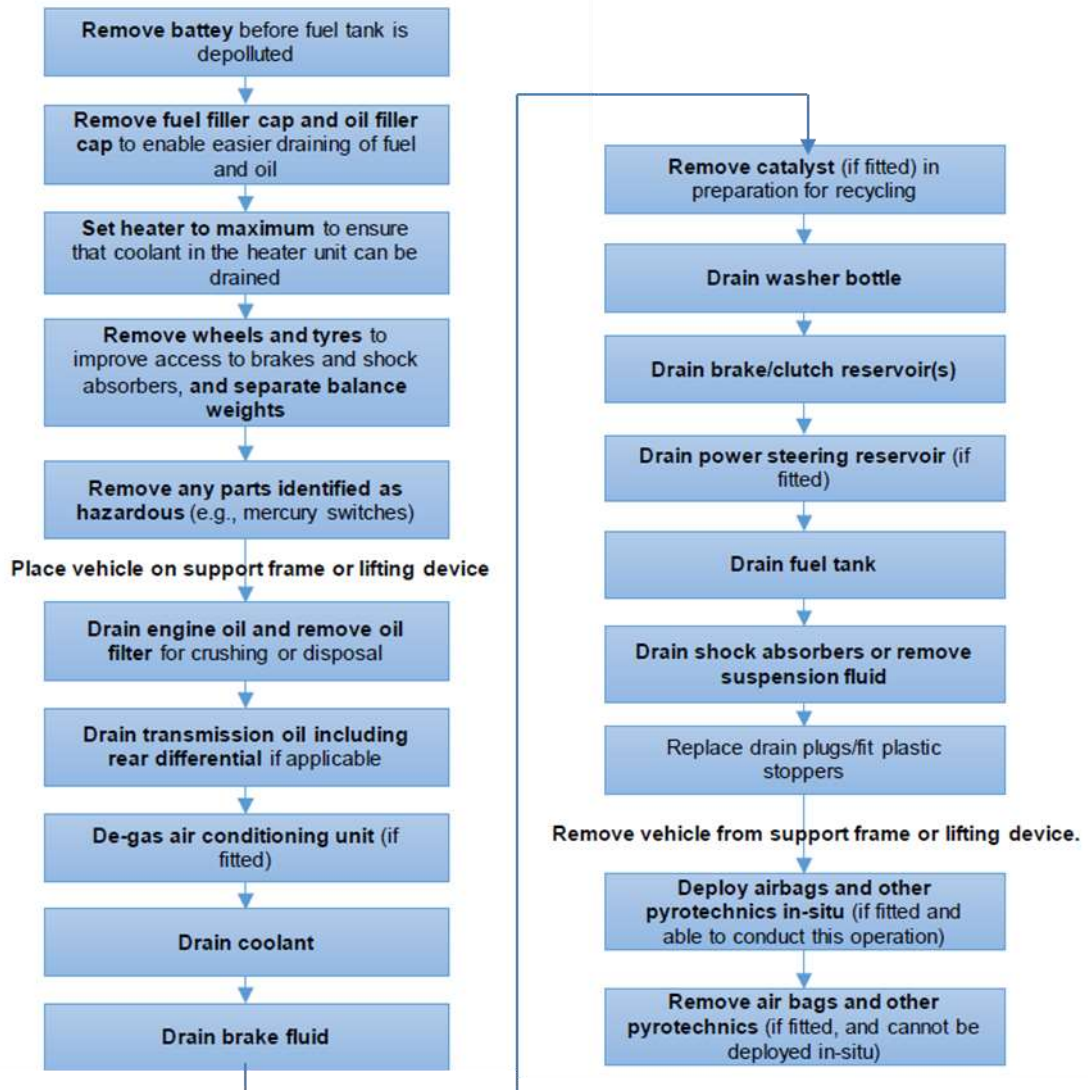 Remove battey before fuel tank is
depolluted
Remove fuel filler cap and oil filler
cap to enable easier draining of fuel
and oil
Set heater to maximum to ensure
that coolant in the heater unit can be
drained
Remove wheels and tyres to
improve access to brakes and shock
absorbers, and separate balance
weights
Remove any parts identified as
hazardous (e.g., mercury switches)
Place vehicle on support frame or lifting device
Drain engine oil and remove oil
filter for crushing or disposal
Drain transmission oil including
rear differential if applicable
De-gas air conditioning unit (if
fitted)
Drain coolant
Drain brake fluid
Remove catalyst (if fitted) in
preparation for recycling
Drain washer bottle
Drain brake/clutch reservoir(s)
Drain power steering reservoir (if
fitted)
Drain fuel tank
Drain shock absorbers or remove
suspension fluid
Replace drain plugs/fit plastic
stoppers
Remove vehicle from support frame or lifting device.
Deploy airbags and other
pyrotechnics in-situ (if fitted and
able to conduct this operation)
Remove air bags and other
pyrotechnics (if fitted, and cannot be
deployed in-situ)